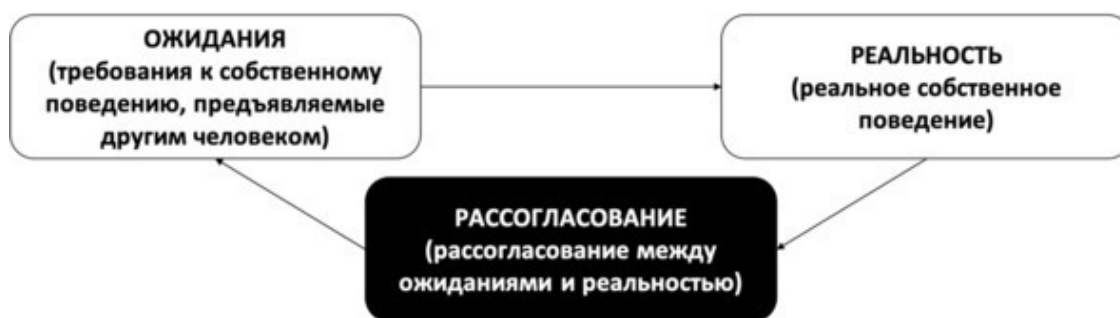 ОЖИДАНИЯ
(требования к собственному
поведению, предъявляемые
другим человеком)
РЕАЛЬНОСТЬ
(реальное собственное
поведение)
РАССОГЛАСОВАНИЕ
(рассогласование между
ожиданиями и реальностью)